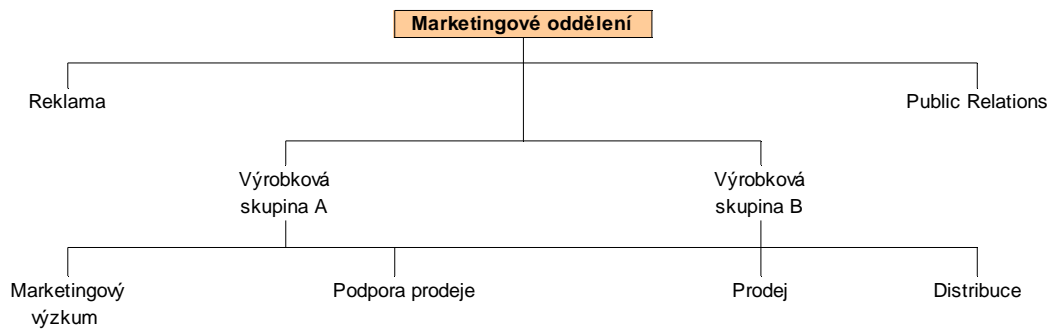 Marketingové oddělení
Reklama
Public Relations
Výrobková
skupina A
Výrobková
skupina B
Marketingový
výzkum
Podpora prodeje
Prodej
Distribuce